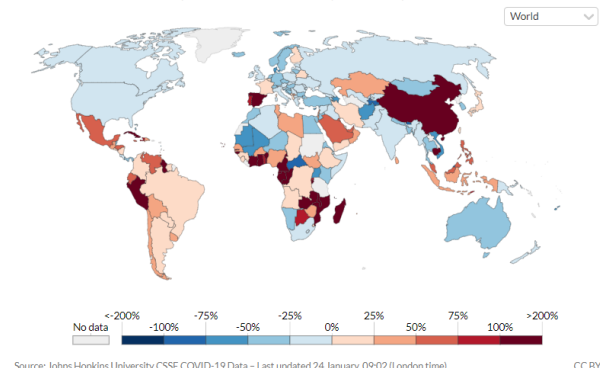 World
<-200% -75% -25% 25% 75% >200%
No data -100% -50% 0% 50% 100%
Source: Johns Hopkins University CSSE COVID-19 Data – Last updated 24 January, 09:02 (London time) CC BY